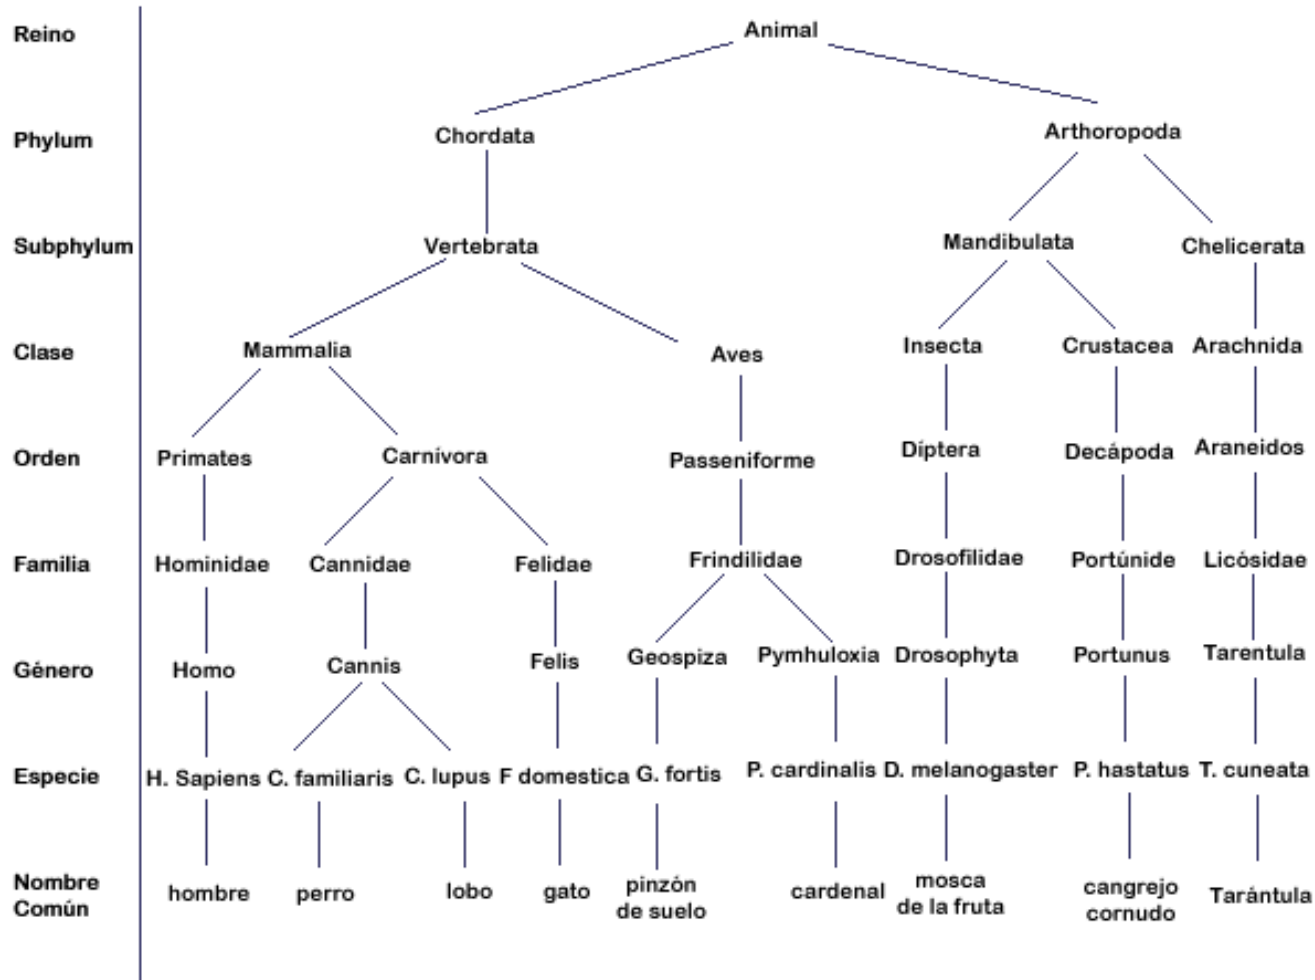 Reino Animal
Phylum Chordata Arthoropoda
Subphylum Vertebrata Mandibulata Chelicerata
Clase Mammalia Aves Insecta Crustacea Arachnida
Orden Primates Carnívora Passeniforme Díptera Decápoda Araneidos
Familia Hominidae Cannidae Felidae Frindilidae Drosofilidae Portúnide Licósidae
Género Homo Cannis Felis Geospiza Pymhuloxia Drosophyta Portunus Tarentula
Especie H. Sapiens C. familiaris C. lupus F domestica G. fortis P. cardinalis D. melanogaster P. hastatus T. cuneata
Nombre
Común
hombre
perro
lobo
gato
pinzón
de suelo
cardenal
mosca
de la fruta
cangrejo
cornudo
Tarántula